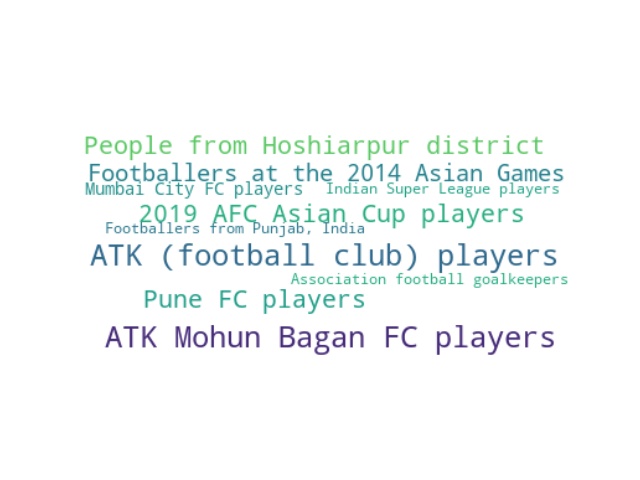 People from Hoshiarpur district
Footballers at the 2014 Asian Games
Mumbai City FC players
Indian Super League players
2019 AFC Asian Cup players
Footballers from Punjab, India
ATK (football club) players
Association football goalkeepers
Pune FC players
ATK Mohun Bagan FC players